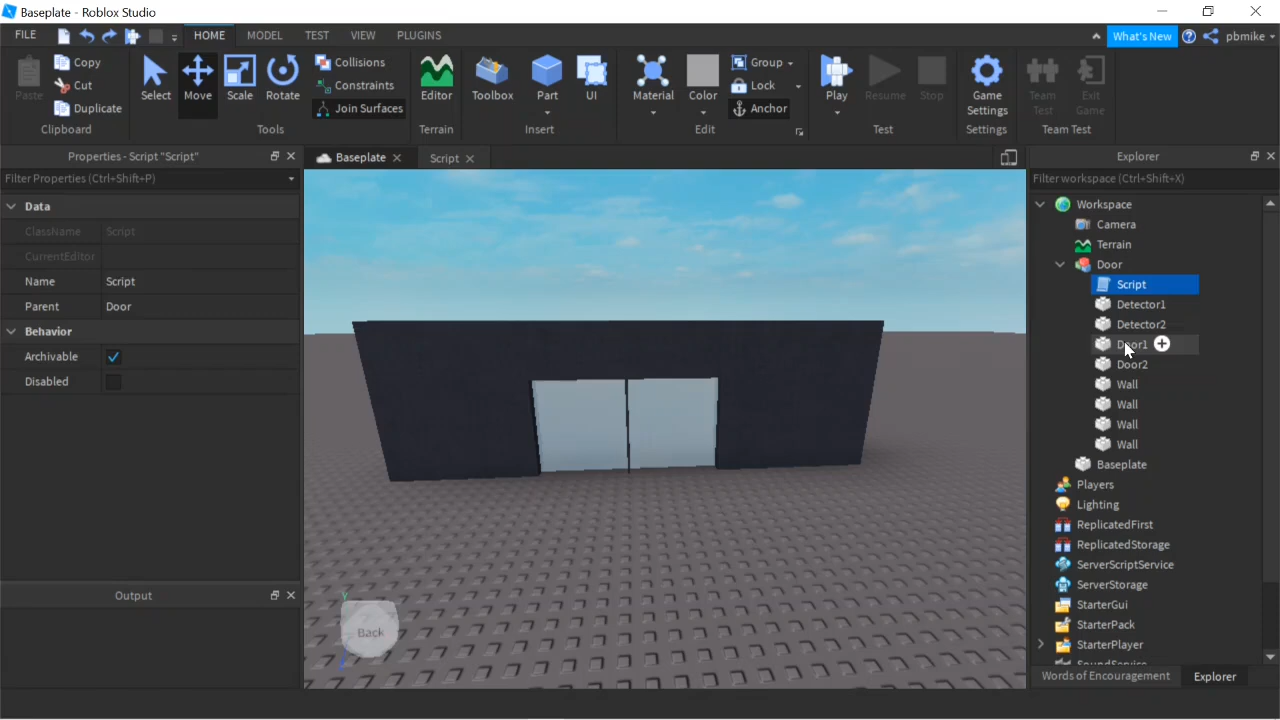 Baseplate - Roblox Studio
FILE HOME MODEL TEST VIEW PLUGINS What's New pbmike
Paste Copy Cut Duplicate
Select Move Scale Rotate
Collisions
Constraints
Join Surfaces
Editor Toolbox Part UI Material Color
Group
Lock
Anchor
Play Resume Stop
Game Settings
Team Test
Exit Game
Clipboard Tools Terrain Insert Edit Test Settings Team Test
Properties - Script "Script"
Filter Properties (Ctrl+Shift+P)
Data
ClassName Script
CurrentEditor
Name Script
Parent Door
Behavior
Archivable
Disabled
Output
Baseplate
Script
Back
Explorer
Filter workspace (Ctrl+Shift+X)
Workspace
Camera
Terrain
Door
Script
Detector1
Detector2
Door1
Door2
Wall
Wall
Wall
Wall
Baseplate
Players
Lighting
ReplicatedFirst
ReplicatedStorage
ServerScriptService
ServerStorage
StarterGui
StarterPack
StarterPlayer
SoundService
Words of Encouragement Explorer